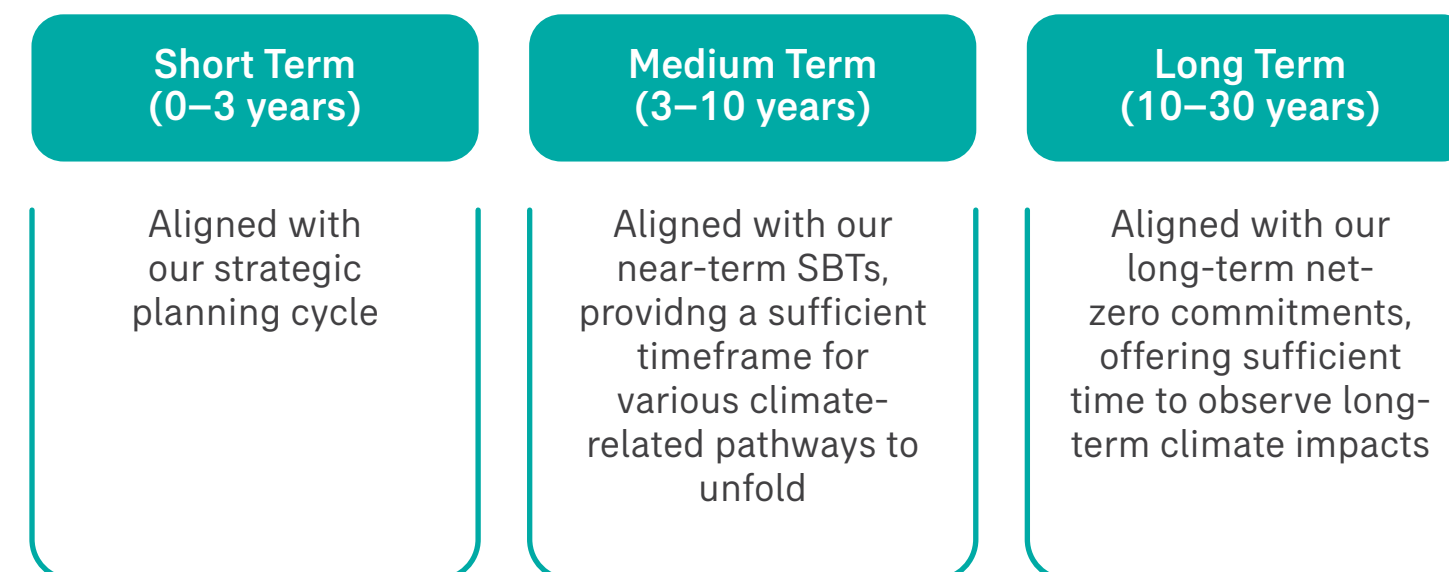 Short Term
(0–3 years)
Aligned with
our strategic
planning cycle
Medium Term
(3–10 years)
Aligned with our
near-term SBTs,
providng a sufficient
timeframe for
various climate-
related pathways to
unfold
Long Term
(10–30 years)
Aligned with our
long-term net-
zero commitments,
offering sufficient
time to observe long-
term climate impacts